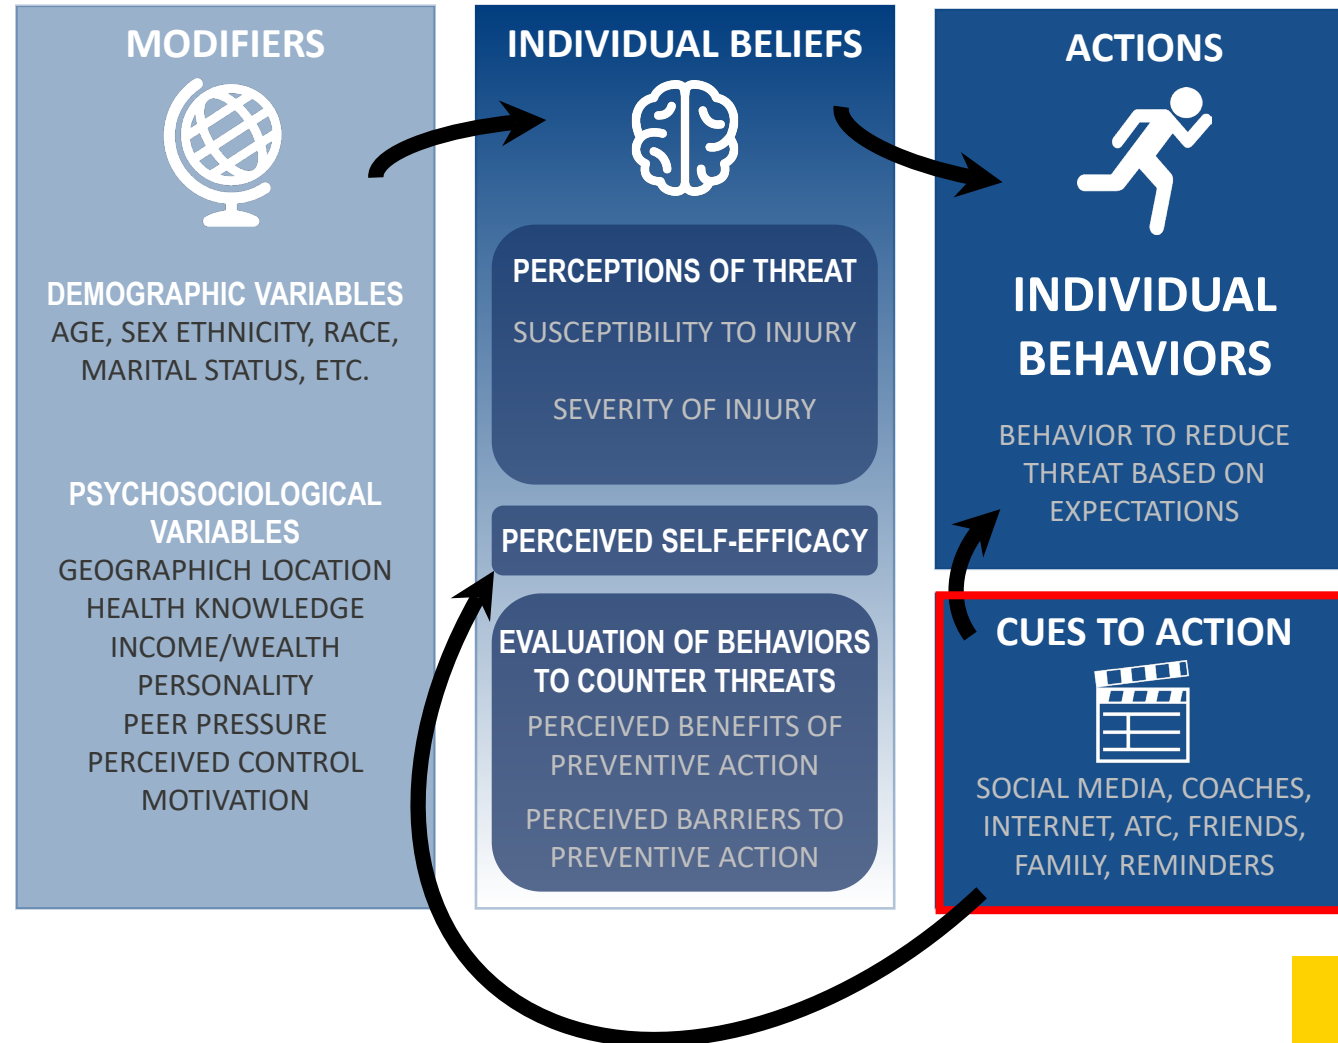 MODIFIERS
DEMOGRAPHIC VARIABLES
AGE, SEX ETHNICITY, RACE,
MARITAL STATUS, ETC.
PSYCHOSOCIOLOGICAL
VARIABLES
GEOGRAPHICH LOCATION
HEALTH KNOWLEDGE
INCOME/WEALTH
PERSONALITY
PEER PRESSURE
PERCEIVED CONTROL
MOTIVATION
INDIVIDUAL BELIEFS
PERCEPTIONS OF THREAT
SUSCEPTIBILITY TO INJURY
SEVERITY OF INJURY
PERCEIVED SELF-EFFICACY
EVALUATION OF BEHAVIORS
TO COUNTER THREATS
PERCEIVED BENEFITS OF
PREVENTIVE ACTION
PERCEIVED BARRIERS TO
PREVENTIVE ACTION
ACTIONS
INDIVIDUAL
BEHAVIORS
BEHAVIOR TO REDUCE
THREAT BASED ON
EXPECTATIONS
CUES TO ACTION
SOCIAL MEDIA, COACHES,
INTERNET, ATC, FRIENDS,
FAMILY, REMINDERS